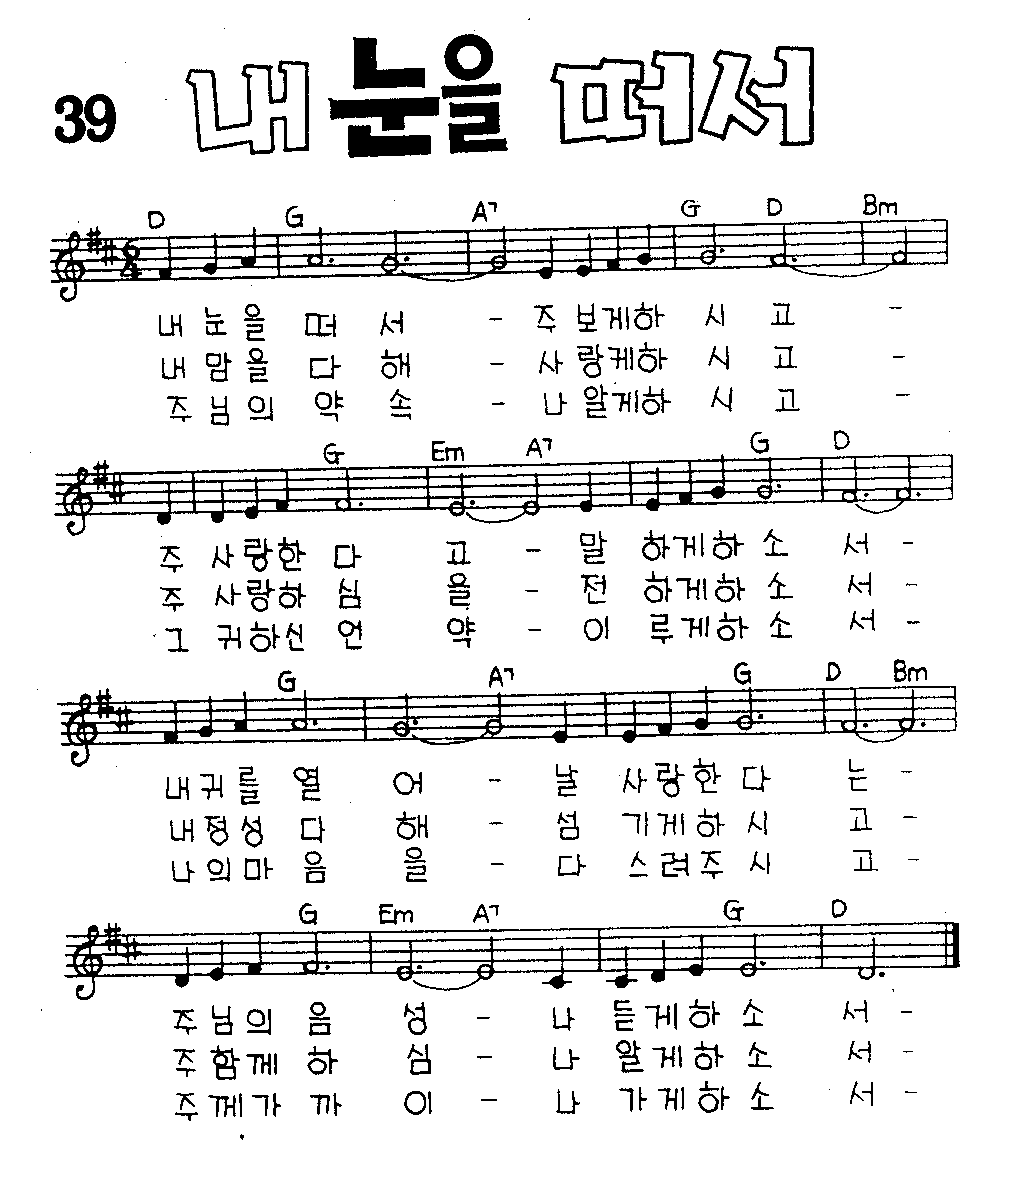 39 내 눈을 떠서
D G A7 G D Bm
6/4
내 눈을 떠 서 - 주 보게하 시 고 -
내 맘을 다 해 - 사 랑케하 시 고 -
주 님의 약 속 - 나 알게하 시 고 -
G Em A7 G D
주 사랑한 다 고 - 말 하게하 소 서 -
주 사랑하 심 을 - 전 하게하 소 서 -
그 귀하신 언 약 - 이 루게하 소 서 -
G A7 G D Bm
내귀를 열 어 - 날 사랑한 다 는 -
내정성 다 해 - 섬 기게하 시 고 -
나의마 음 을 - 다 스려주 시 고 -
G Em A7 G D
주 님의 음 성 - 나 듣게하 소 서 -
주함께 하 심 - 나 알게하 소 서 -
주께가 까 이 - 나 가게하 소 서 -